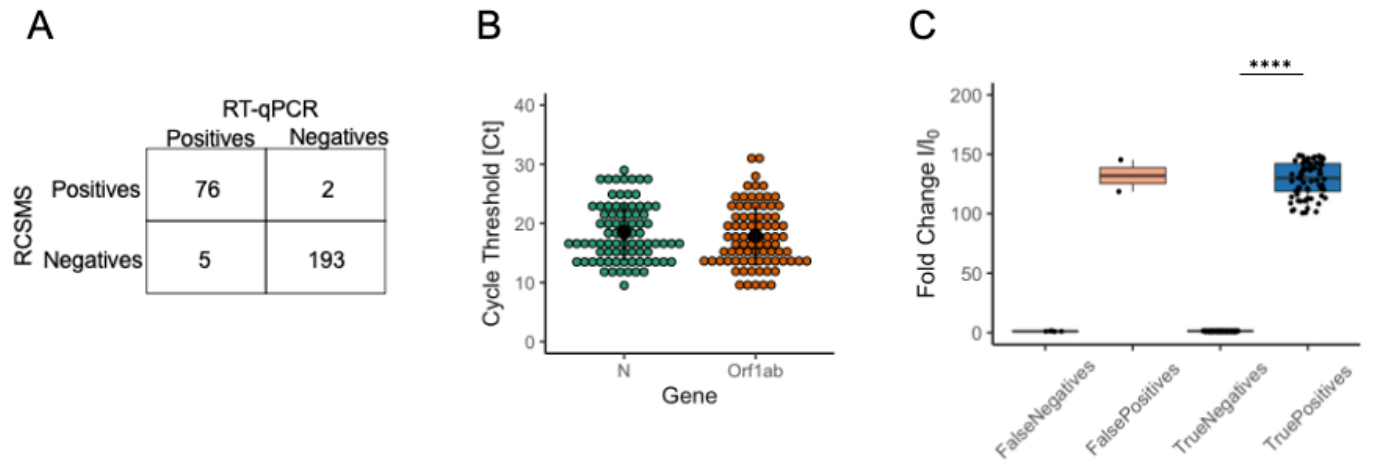 A
RT-qPCR
Positives Negatives
RCSMS
Positives 76 2
Negatives 5 193
B
Cycle Threshold [Ct]
40
30
20
10
0
N Orf1ab
Gene
C
****
Fold Change I/I₀
200
150
100
50
0
FalseNegatives
FalsePositives
TrueNegatives
TruePositives